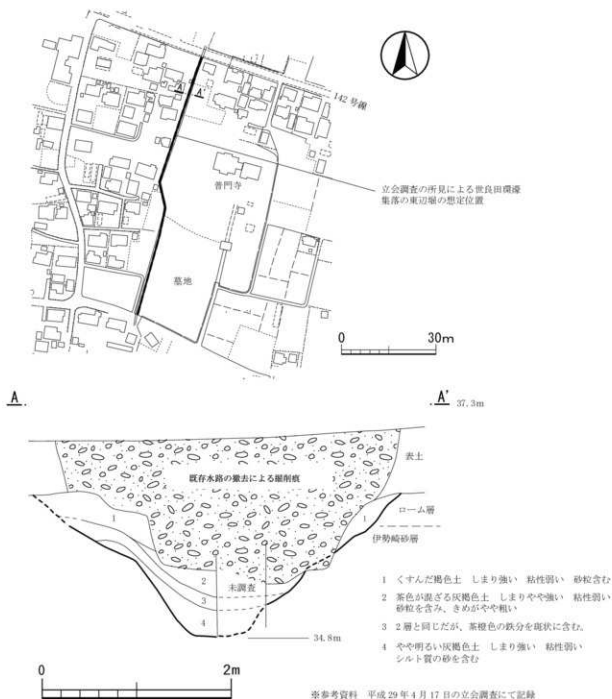 142号線
A A'
立会調査の所見による世良田環濠
集落の東辺堀の想定位置
普門寺
墓地
0 30m
A A' 37.3m
表土
既存水路の撤去による掘削痕
ローム層
1 1
伊勢崎砂層
2
未調査
3
4
34.8m
1 くすんだ褐色土 しまり強い 粘性弱い 砂粒含む
2 茶色が混ざる灰褐色土 しまりやや強い 粘性弱い
砂粒を含み、きめがやや粗い
3 2層と同じだが、茶橙色の鉄分を斑状に含む。
4 やや明るい灰褐色土 しまり強い 粘性弱い
シルト質の砂を含む
0 2m
※参考資料 平成29年4月17日の立会調査にて記録